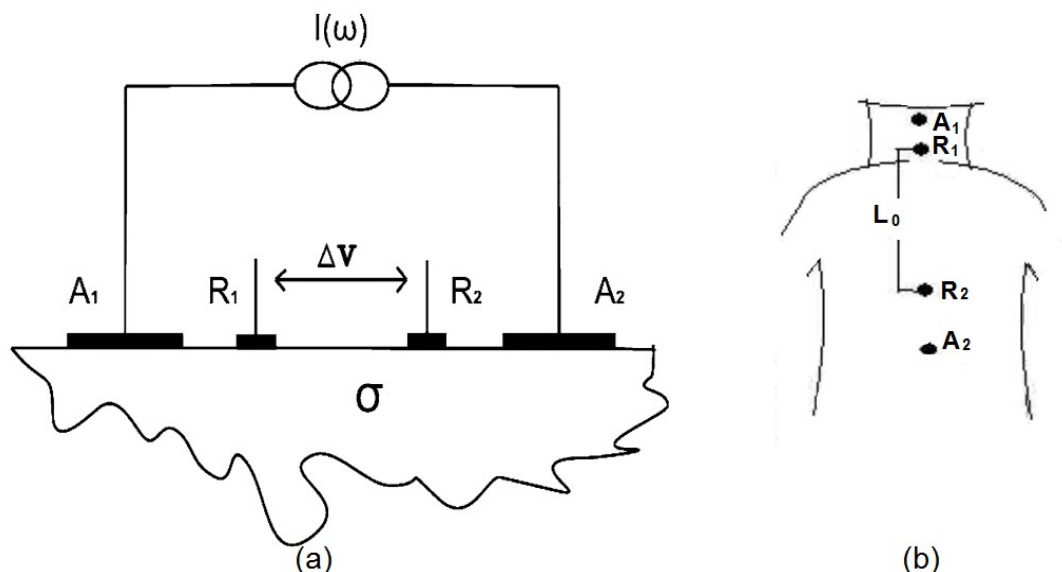 I(ω)
ΔV
A₁
R₁
R₂
A₂
σ
(a)
A₁
R₁
L₀
R₂
A₂
(b)